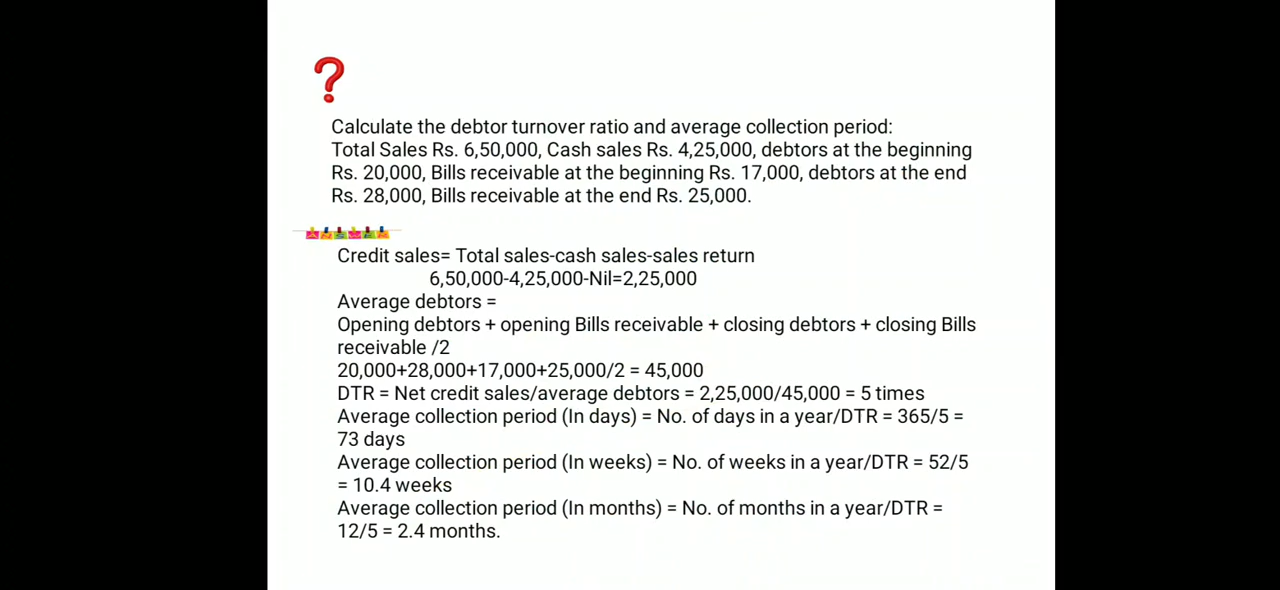 Calculate the debtor turnover ratio and average collection period:
Total Sales Rs. 6,50,000, Cash sales Rs. 4,25,000, debtors at the beginning
Rs. 20,000, Bills receivable at the beginning Rs. 17,000, debtors at the end
Rs. 28,000, Bills receivable at the end Rs. 25,000.
Credit sales= Total sales-cash sales-sales return
6,50,000-4,25,000-Nil=2,25,000
Average debtors =
Opening debtors + opening Bills receivable + closing debtors + closing Bills
receivable /2
20,000+28,000+17,000+25,000/2 = 45,000
DTR = Net credit sales/average debtors = 2,25,000/45,000 = 5 times
Average collection period (In days) = No. of days in a year/DTR = 365/5 =
73 days
Average collection period (In weeks) = No. of weeks in a year/DTR = 52/5
= 10.4 weeks
Average collection period (In months) = No. of months in a year/DTR =
12/5 = 2.4 months.